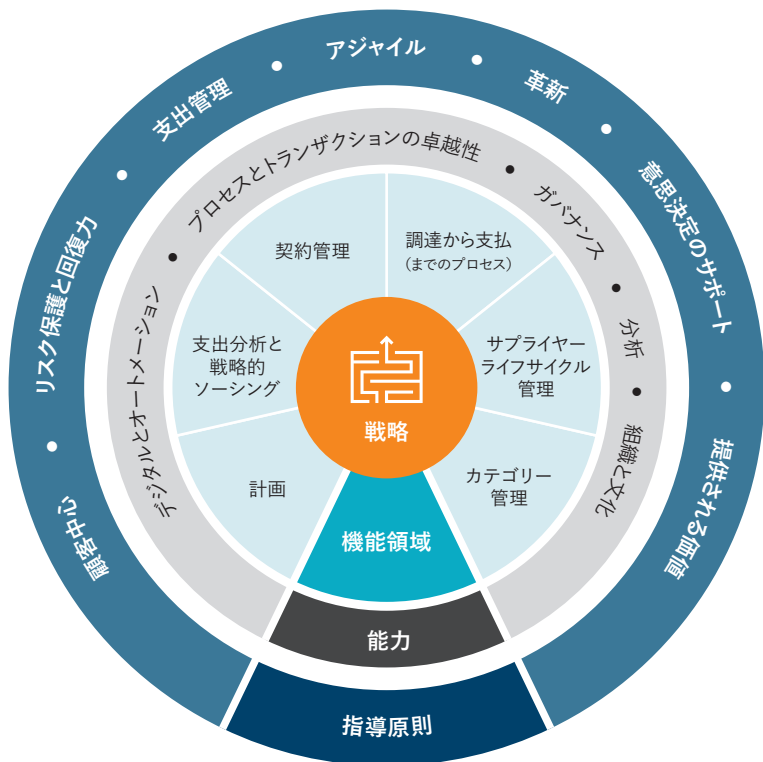 顧客中心
リスク保護と回復力
支出管理
アジャイル
革新
意思決定のサポート
提供される価値
デジタルとオートメーション
プロセスとトランザクションの卓越性
ガバナンス
分析
組織と文化
計画
支出分析と
戦略的
ソーシング
契約管理
調達から支払
(までのプロセス)
サプライヤー
ライフサイクル
管理
カテゴリー
管理
戦略
機能領域
能力
指導原則